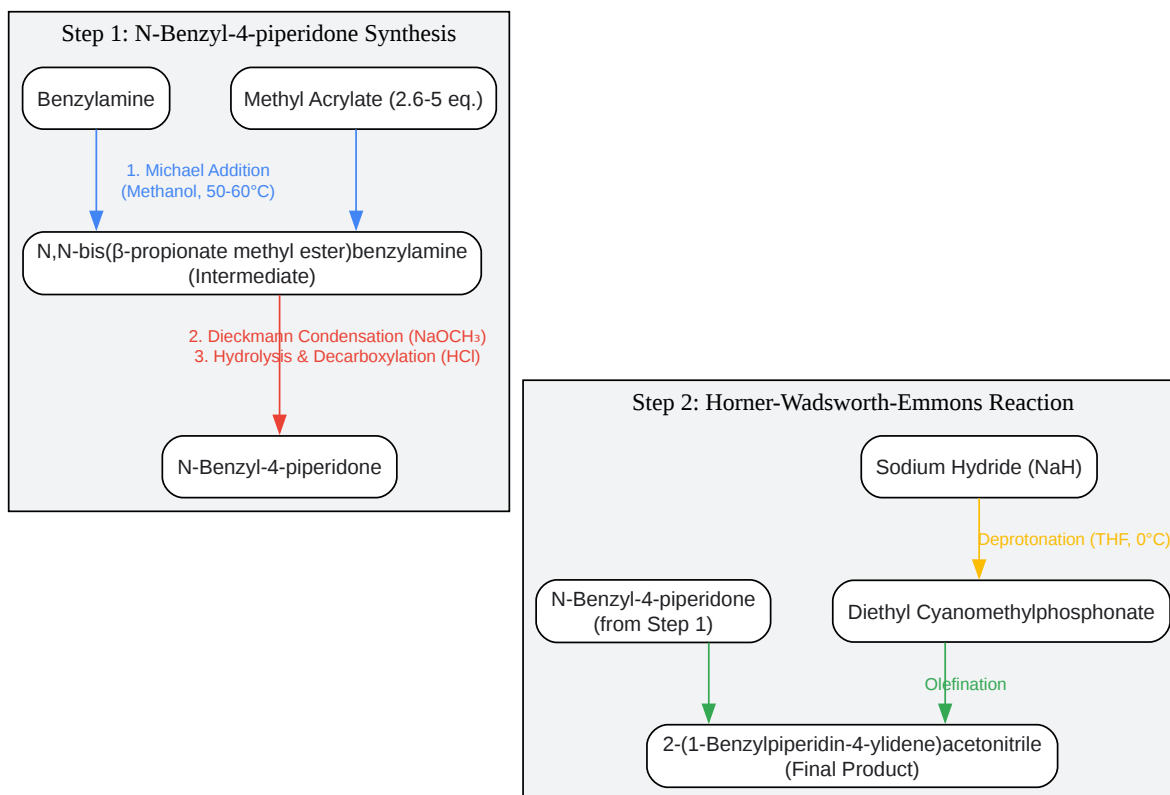 Step 1: N-Benzyl-4-piperidone Synthesis
Benzylamine
Methyl Acrylate (2.6-5 eq.)
1. Michael Addition
(Methanol, 50-60°C)
N,N-bis(β-propionate methyl ester)benzylamine
(Intermediate)
2. Dieckmann Condensation (NaOCH₃)
3. Hydrolysis & Decarboxylation (HCl)
N-Benzyl-4-piperidone
Step 2: Horner-Wadsworth-Emmons Reaction
Sodium Hydride (NaH)
Deprotonation (THF, 0°C)
N-Benzyl-4-piperidone
(from Step 1)
Diethyl Cyanomethylphosphonate
Olefination
2-(1-Benzylpiperidin-4-ylidene)acetonitrile
(Final Product)